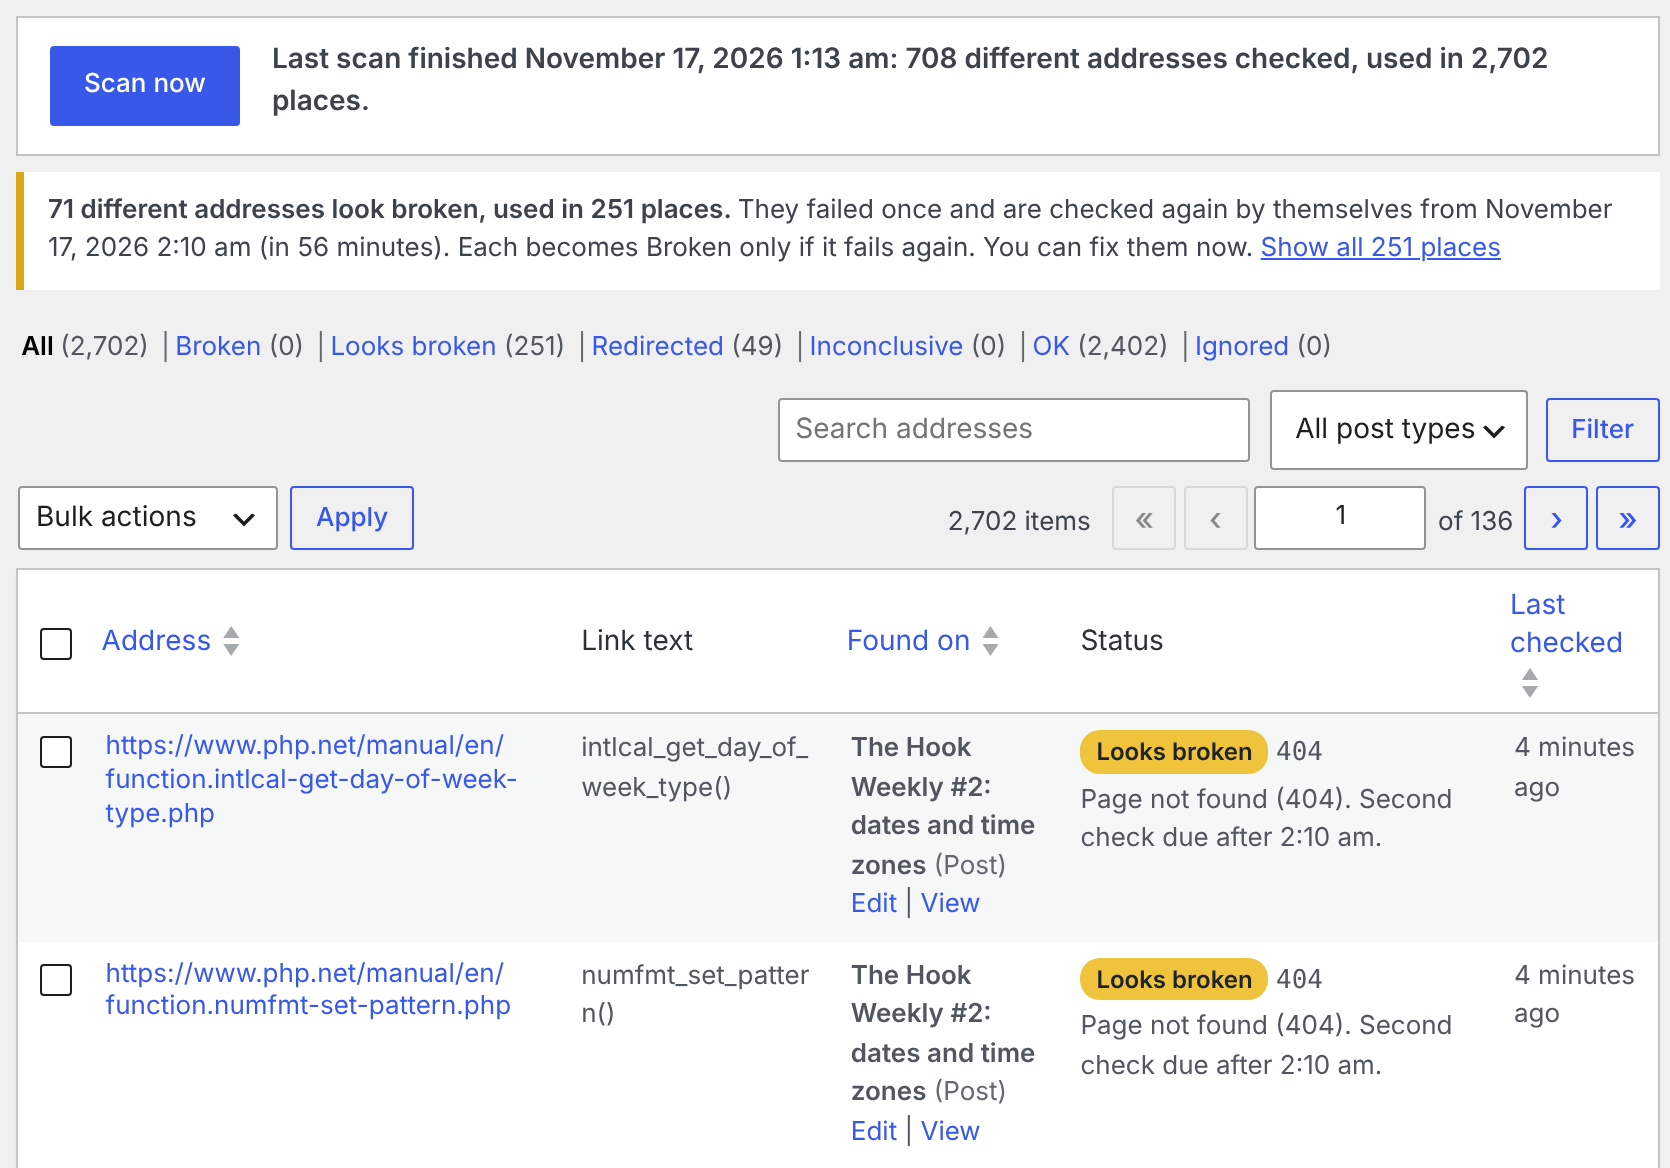 Scan now
Last scan finished November 17, 2026 1:13 am: 708 different addresses checked, used in 2,702
places.
71 different addresses look broken, used in 251 places. They failed once and are checked again by themselves from November
17, 2026 2:10 am (in 56 minutes). Each becomes Broken only if it fails again. You can fix them now. Show all 251 places
All (2,702) | Broken (0) | Looks broken (251) | Redirected (49) | Inconclusive (0) | OK (2,402) | Ignored (0)
Search addresses
All post types
Filter
Bulk actions
Apply
2,702 items
«
‹
1
of 136
›
»
Address
Link text
Found on
Status
Last
checked
https://www.php.net/manual/en/
function.intlcal-get-day-of-week-
type.php
intlcal_get_day_of_
week_type()
The Hook
Weekly #2:
dates and time
zones (Post)
Edit | View
Looks broken 404
Page not found (404). Second
check due after 2:10 am.
4 minutes
ago
https://www.php.net/manual/en/
function.numfmt-set-pattern.php
numfmt_set_patter
n()
The Hook
Weekly #2:
dates and time
zones (Post)
Edit | View
Looks broken 404
Page not found (404). Second
check due after 2:10 am.
4 minutes
ago